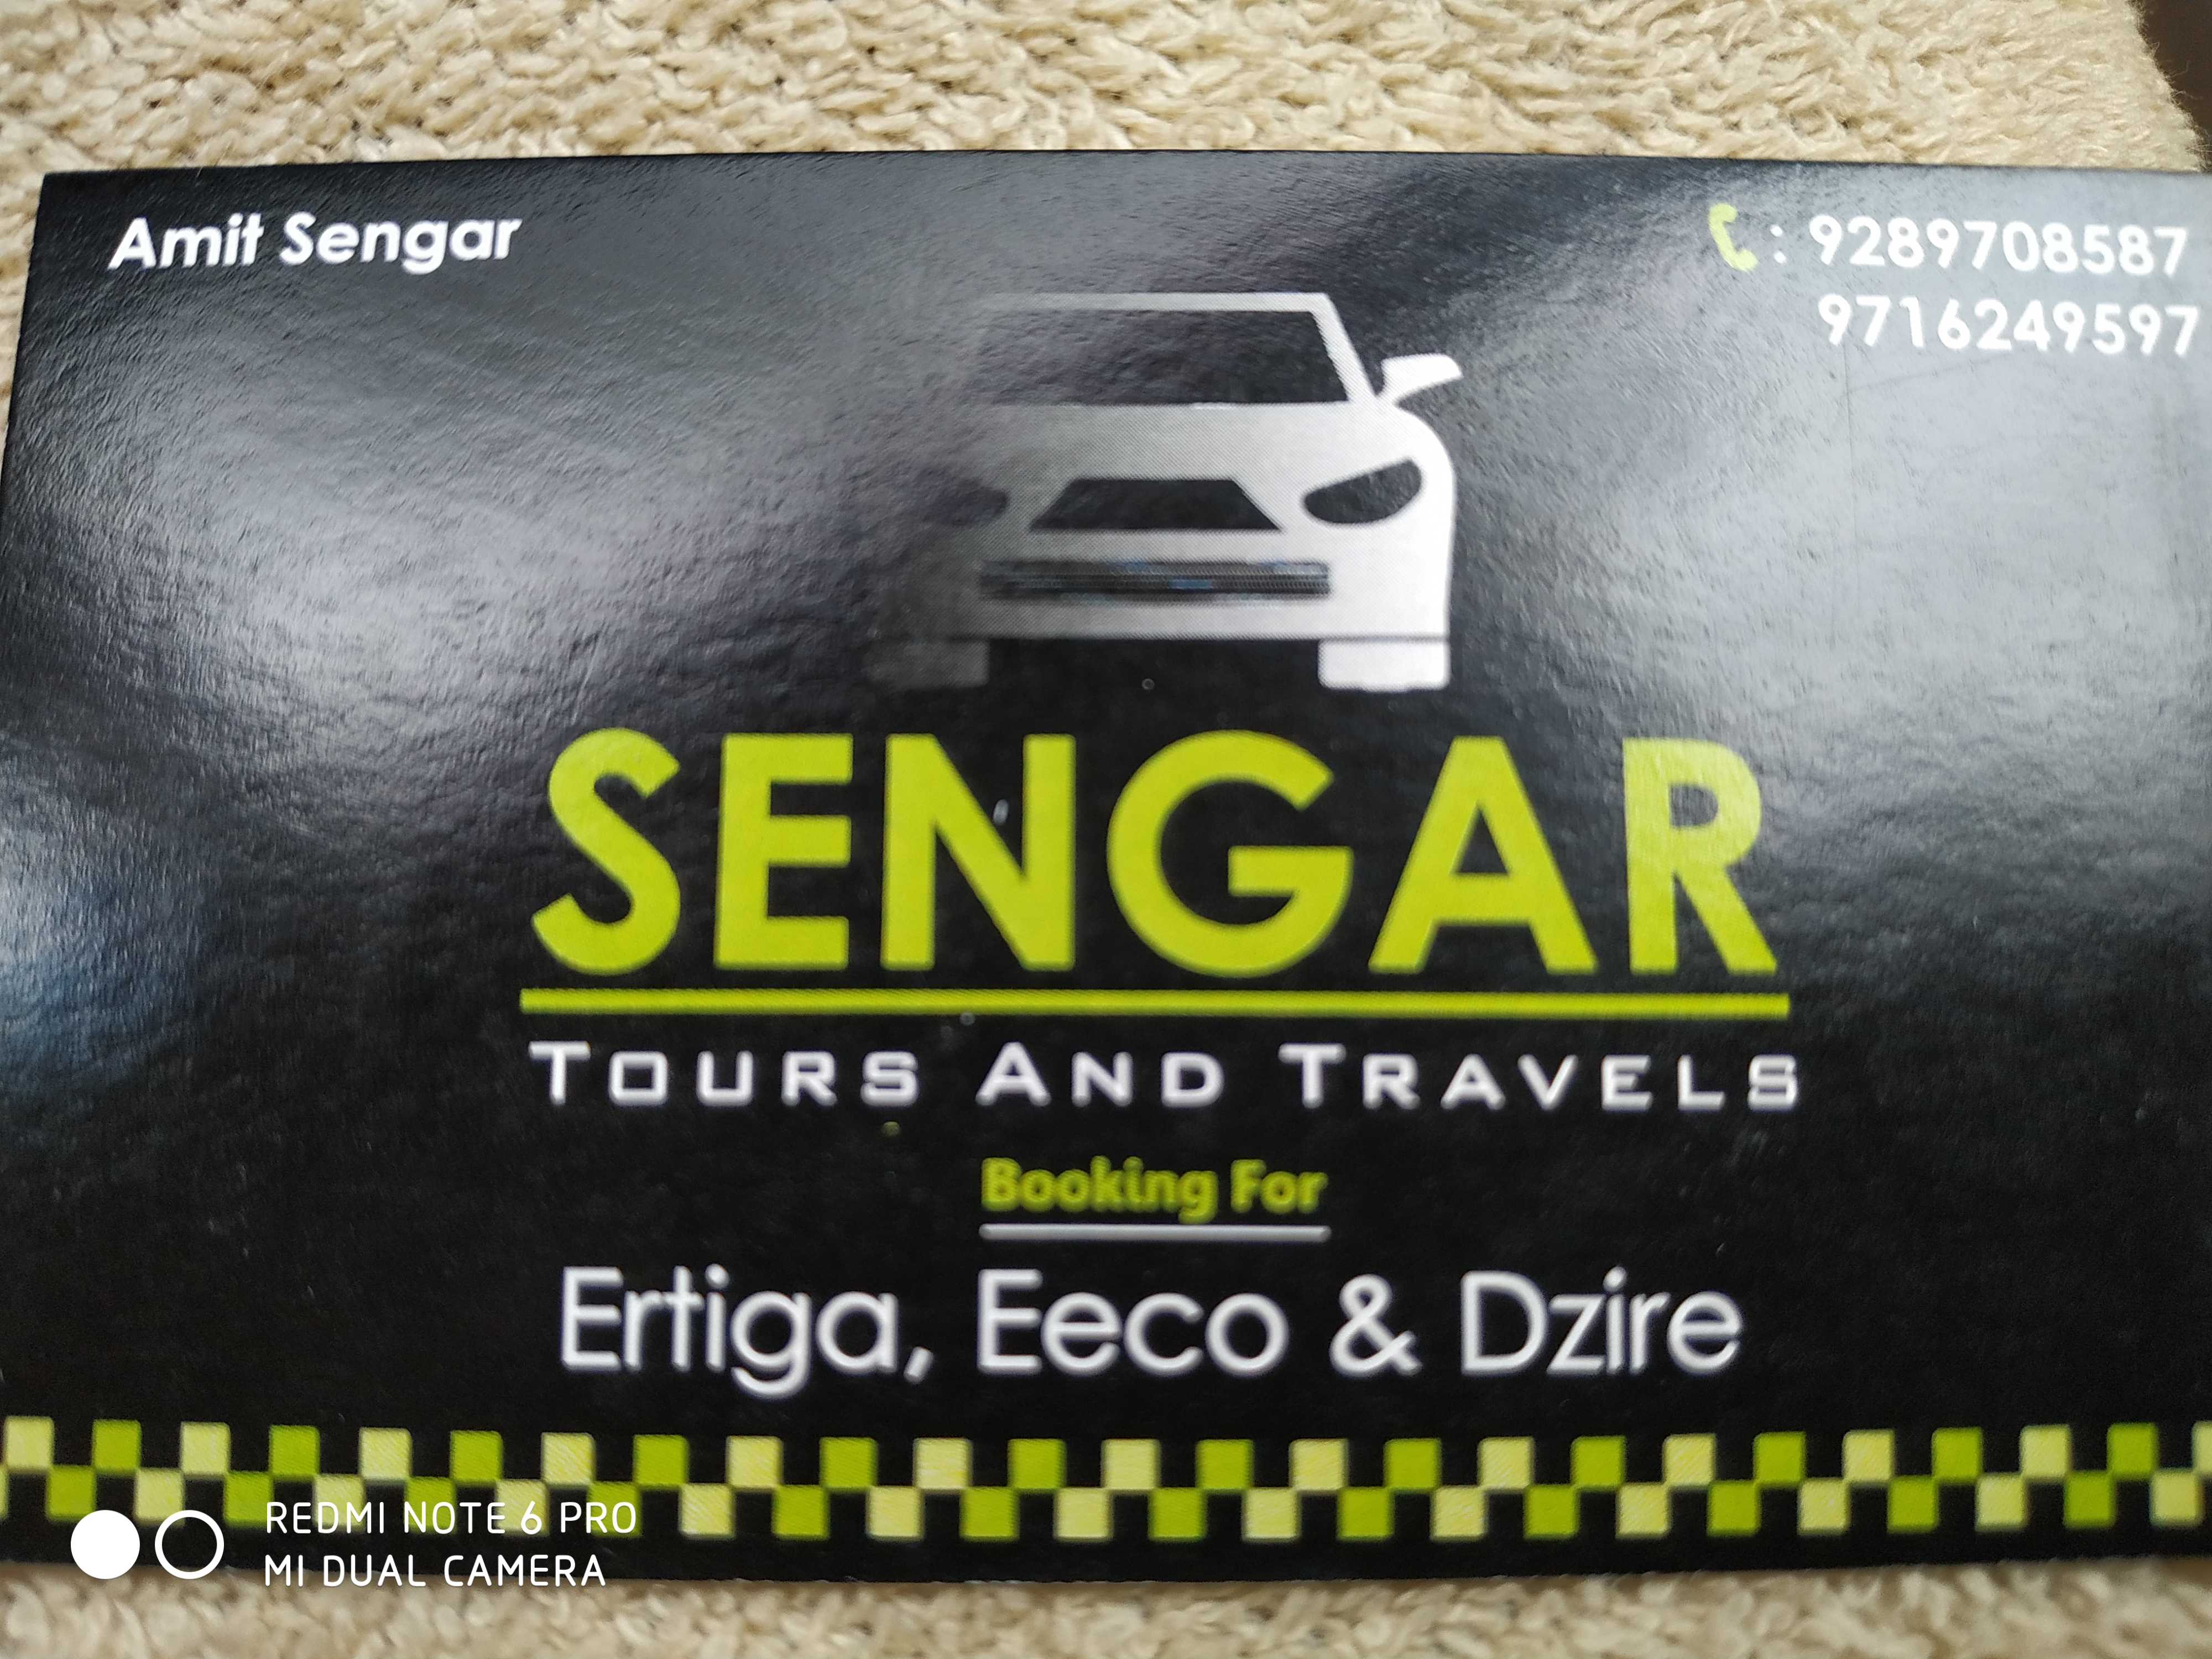 Amit Sengar
: 9289708587
9716249597
SENGAR
TOURS AND TRAVELS
Booking For
Ertiga, Eeco & Dzire
REDMI NOTE 6 PRO
MI DUAL CAMERA